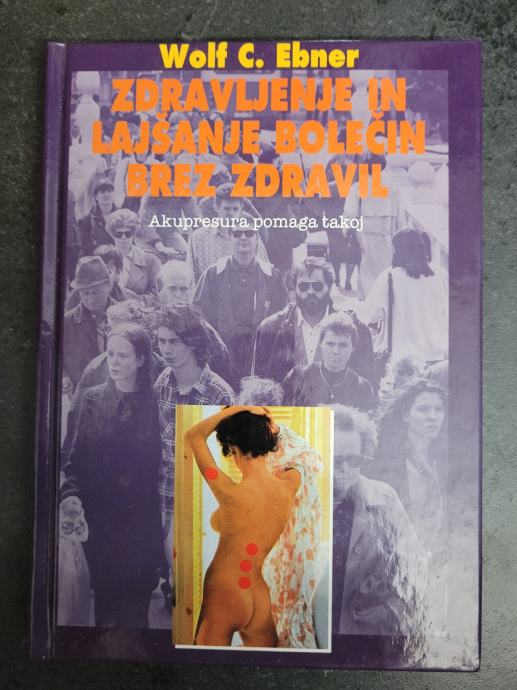 Wolf C. Ebner
ZDRAVLJENJE IN
LAJŠANJE BOLEČIN
BREZ ZDRAVIL
Akupresura pomaga takoj